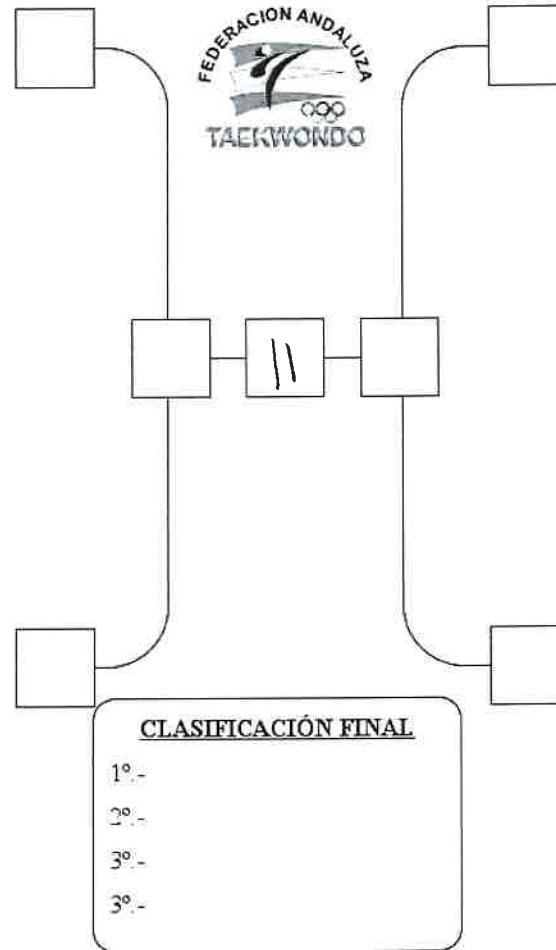 FEDERACION ANDALUZA
TAEKWONDO
11
CLASIFICACIÓN FINAL
1º.-
2º.-
3º.-
3º.-